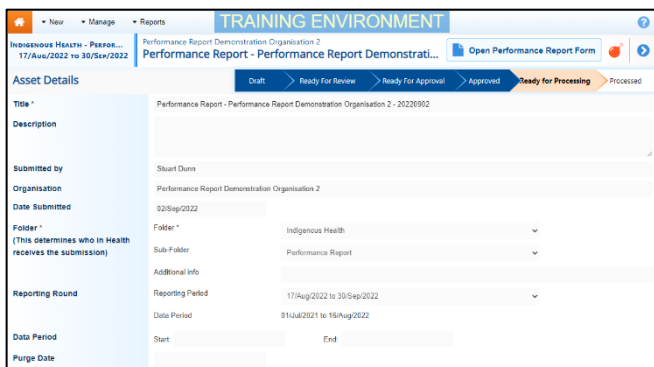 New Manage Reports TRAINING ENVIRONMENT
Indigenous Health - Perfor...
17/Aug/2022 to 30/Sep/2022
Performance Report Demonstration Organisation 2
Performance Report - Performance Report Demonstrati...
Open Performance Report Form
Asset Details
Draft Ready For Review Ready For Approval Approved Ready for Processing Processed
Title * Performance Report - Performance Report Demonstration Organisation 2 - 20220902
Description
Submitted by Stuart Dunn
Organisation Performance Report Demonstration Organisation 2
Date Submitted 02/Sep/2022
Folder * Folder * Indigenous Health
(This determines who in Health
receives the submission)
Sub-Folder Performance Report
Additional Info
Reporting Round Reporting Period 17/Aug/2022 to 30/Sep/2022
Data Period 01/Jul/2021 to 16/Aug/2022
Data Period Start: End:
Purge Date